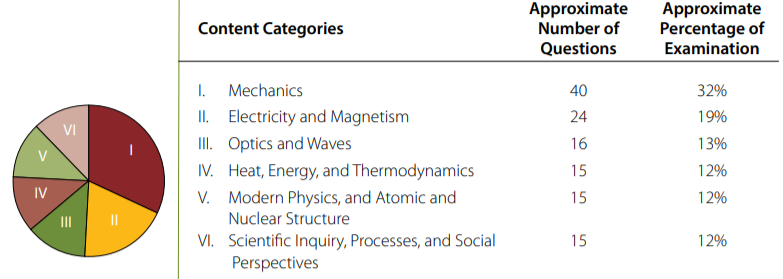 Content Categories
Approximate
Number of
Questions
Approximate
Percentage of
Examination
I. Mechanics 40 32%
II. Electricity and Magnetism 24 19%
III. Optics and Waves 16 13%
IV. Heat, Energy, and Thermodynamics 15 12%
V. Modern Physics, and Atomic and 15 12%
Nuclear Structure
VI. Scientific Inquiry, Processes, and Social 15 12%
Perspectives
VI
I
V
IV
III
II